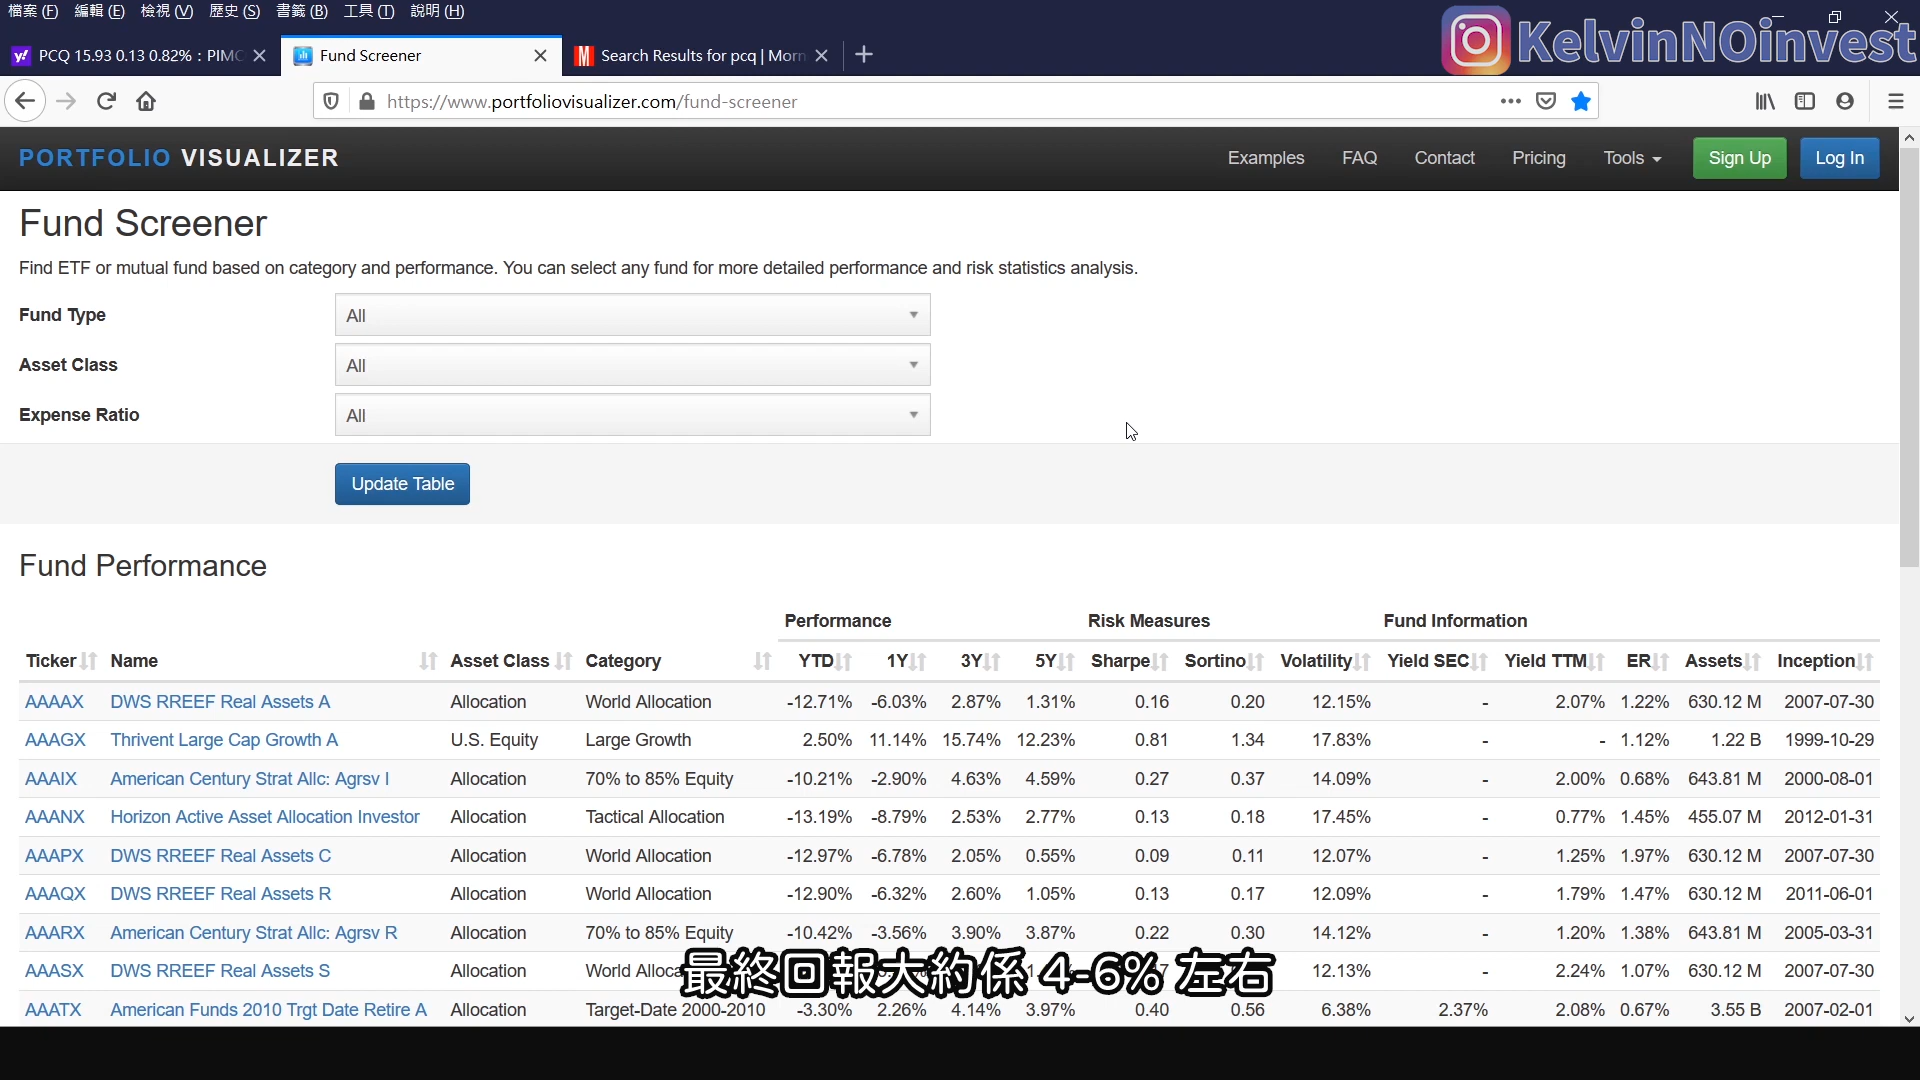 檔案 (F) 編輯 (E) 檢視 (V) 歷史 (S) 書籤 (B) 工具 (T) 說明 (H)
KelvinNOinvest
PCQ 15.93 0.13 0.82% : PIMC
Fund Screener
Search Results for pcq | Morn
https://www.portfoliovisualizer.com/fund-screener
PORTFOLIO VISUALIZER
Examples FAQ Contact Pricing Tools Sign Up Log In
Fund Screener
Find ETF or mutual fund based on category and performance. You can select any fund for more detailed performance and risk statistics analysis.
Fund Type All
Asset Class All
Expense Ratio All
Update Table
Fund Performance
Performance Risk Measures Fund Information
Ticker Name Asset Class Category YTD 1Y 3Y 5Y Sharpe Sortino Volatility Yield SEC Yield TTM ER Assets Inception
AAAAX DWS RREEF Real Assets A Allocation World Allocation -12.71% -6.03% 2.87% 1.31% 0.16 0.20 12.15% - 2.07% 1.22% 630.12 M 2007-07-30
AAAGX Thrivent Large Cap Growth A U.S. Equity Large Growth 2.50% 11.14% 15.74% 12.23% 0.81 1.34 17.83% - - 1.12% 1.22 B 1999-10-29
AAAIX American Century Strat Allc: Agrsv I Allocation 70% to 85% Equity -10.21% -2.90% 4.63% 4.59% 0.27 0.37 14.09% - 2.00% 0.68% 643.81 M 2000-08-01
AAANX Horizon Active Asset Allocation Investor Allocation Tactical Allocation -13.19% -8.79% 2.53% 2.77% 0.13 0.18 17.45% - 0.77% 1.45% 455.07 M 2012-01-31
AAAPX DWS RREEF Real Assets C Allocation World Allocation -12.97% -6.78% 2.05% 0.55% 0.09 0.11 12.07% - 1.25% 1.97% 630.12 M 2007-07-30
AAAQX DWS RREEF Real Assets R Allocation World Allocation -12.90% -6.32% 2.60% 1.05% 0.13 0.17 12.09% - 1.79% 1.47% 630.12 M 2011-06-01
AAARX American Century Strat Allc: Agrsv R Allocation 70% to 85% Equity -10.42% -3.56% 3.90% 3.87% 0.22 0.30 14.12% - 1.20% 1.38% 643.81 M 2005-03-31
AAASX DWS RREEF Real Assets S Allocation World 12.13% - 2.24% 1.07% 630.12 M 2007-07-30
最終回報大約係 4-6% 左右
AAATX American Funds 2010 Trgt Date Retire A Allocation Target-Date 2000-2010 -3.30% 2.26% 4.14% 3.97% 0.40 0.56 6.38% 2.37% 2.08% 0.67% 3.55 B 2007-02-01